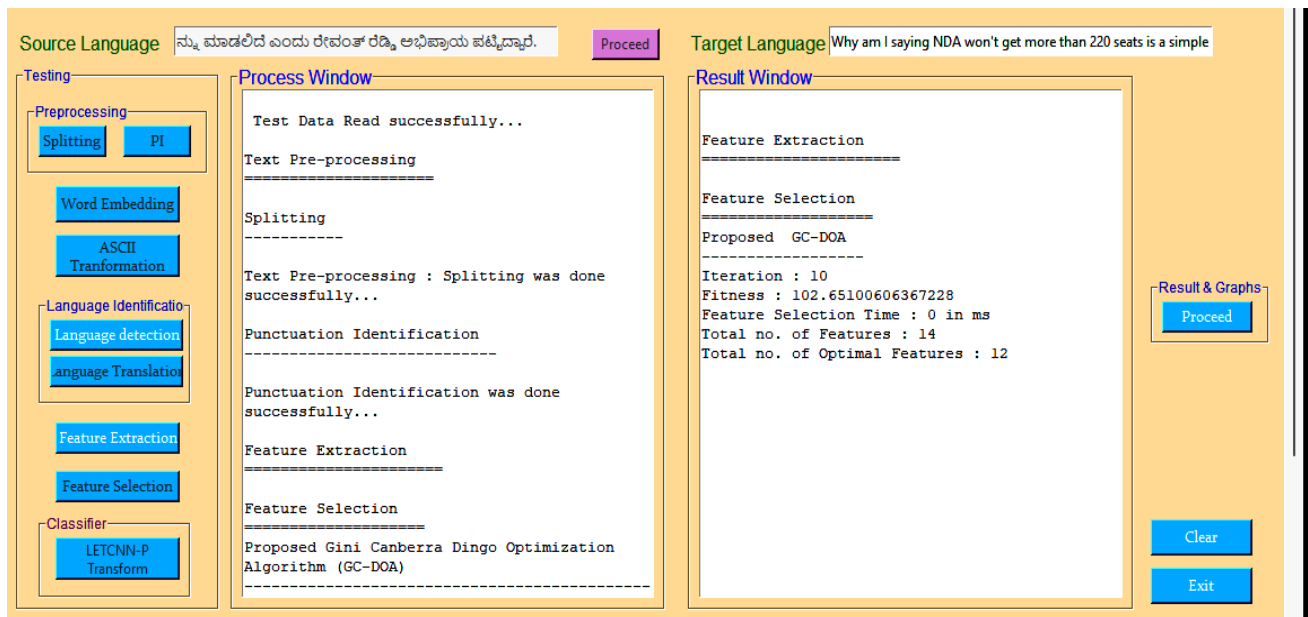 Source Language
ನ್ನು ಮಾಡಲಿದೆ ಎಂದು ರೇವಂತ್ ರೆಡ್ಡಿ ಅಭಿಪ್ರಾಯ ಪಟ್ಟಿದ್ದಾರೆ.
Proceed
Target Language
Why am I saying NDA won't get more than 220 seats is a simple
Testing
Preprocessing
Splitting
PI
Word Embedding
ASCII
Tranformation
Language Identificatio
Language detection
anguage Translation
Feature Extraction
Feature Selection
Classifier
LETCNN-P
Transform
Process Window
Test Data Read successfully...
Text Pre-processing
======================
Splitting
-----------
Text Pre-processing : Splitting was done
successfully...
Punctuation Identification
----------------------------
Punctuation Identification was done
successfully...
Feature Extraction
======================
Feature Selection
====================
Proposed Gini Canberra Dingo Optimization
Algorithm (GC-DOA)
---------------------------------------------
Result Window
Feature Extraction
======================
Feature Selection
===================
Proposed  GC-DOA
------------------
Iteration : 10
Fitness : 102.65100606367228
Feature Selection Time : 0 in ms
Total no. of Features : 14
Total no. of Optimal Features : 12
Result & Graphs
Proceed
Clear
Exit